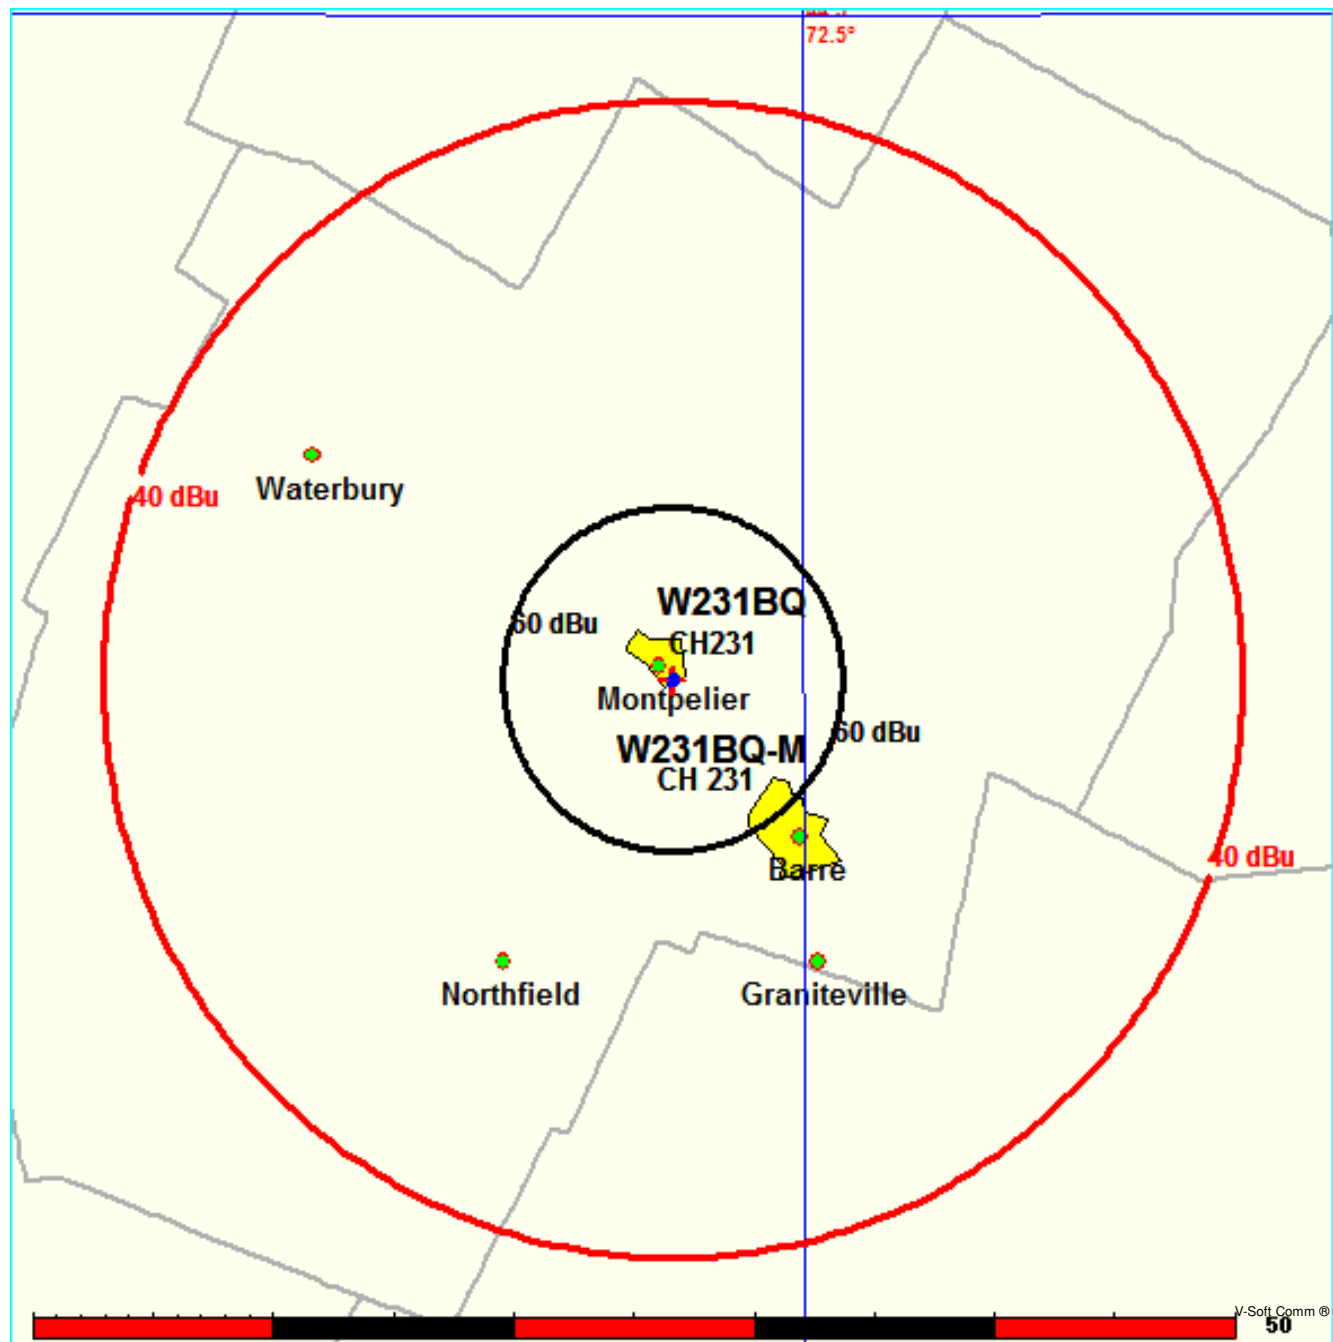 72.5°
Waterbury
40 dBu
W231BQ
60 dBu
CH231
Montpelier
60 dBu
W231BQ-M
CH 231
40 dBu
Barre
Northfield
Graniteville
V-Soft Comm ®
50